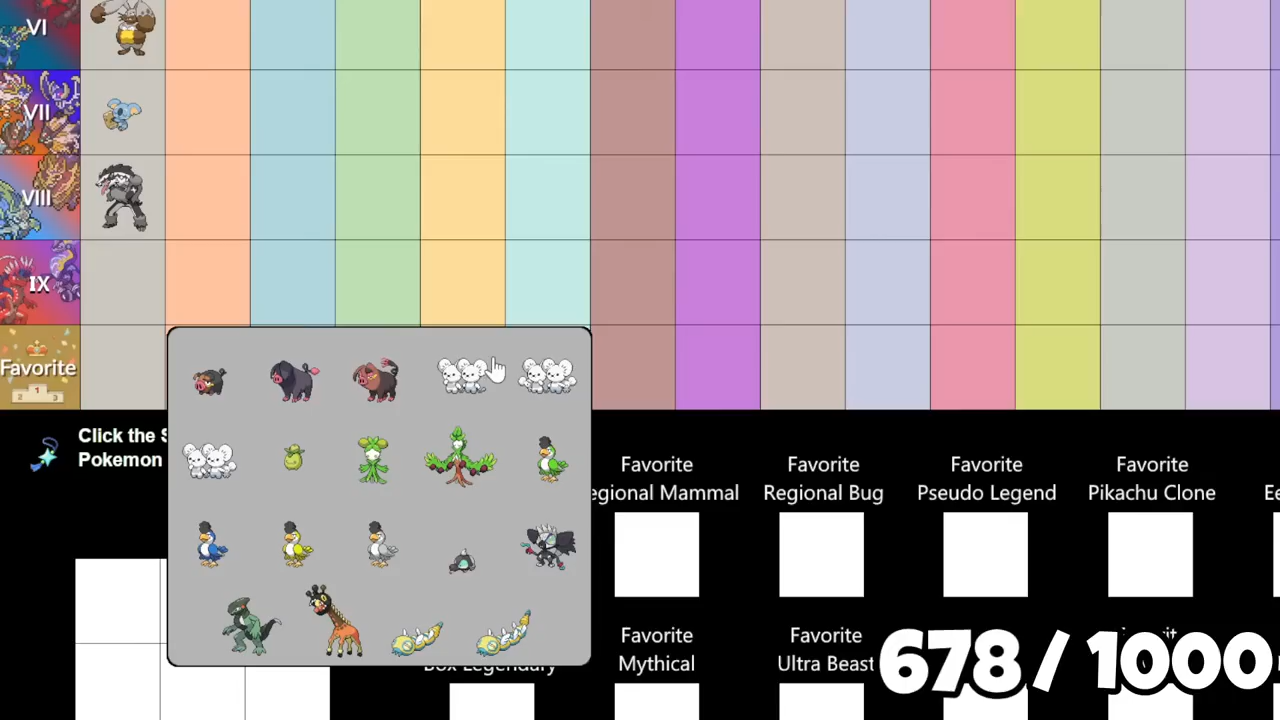 VI
VII
VIII
IX
Favorite
Click the S
Pokemon
Favorite
egional Mammal
Favorite
Regional Bug
Favorite
Pseudo Legend
Favorite
Pikachu Clone
Favorite
Mythical
Favorite
Ultra Beast
678 / 1000